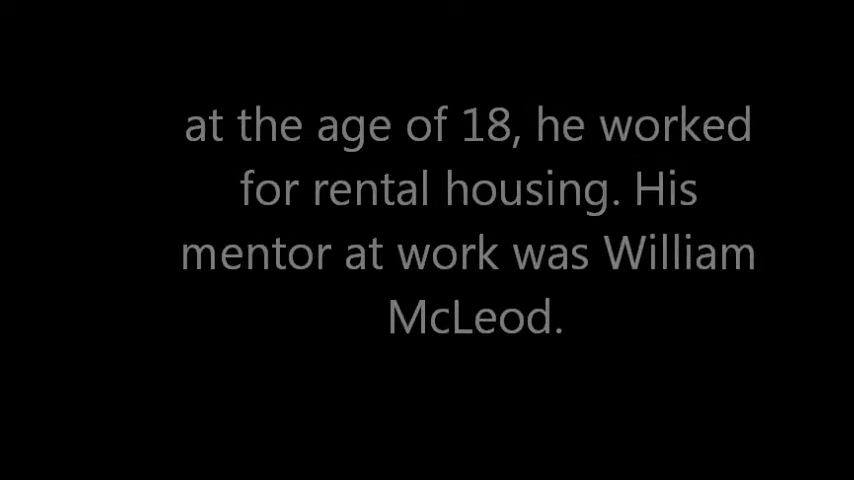 at the age of 18, he worked
for rental housing. His
mentor at work was William
McLeod.